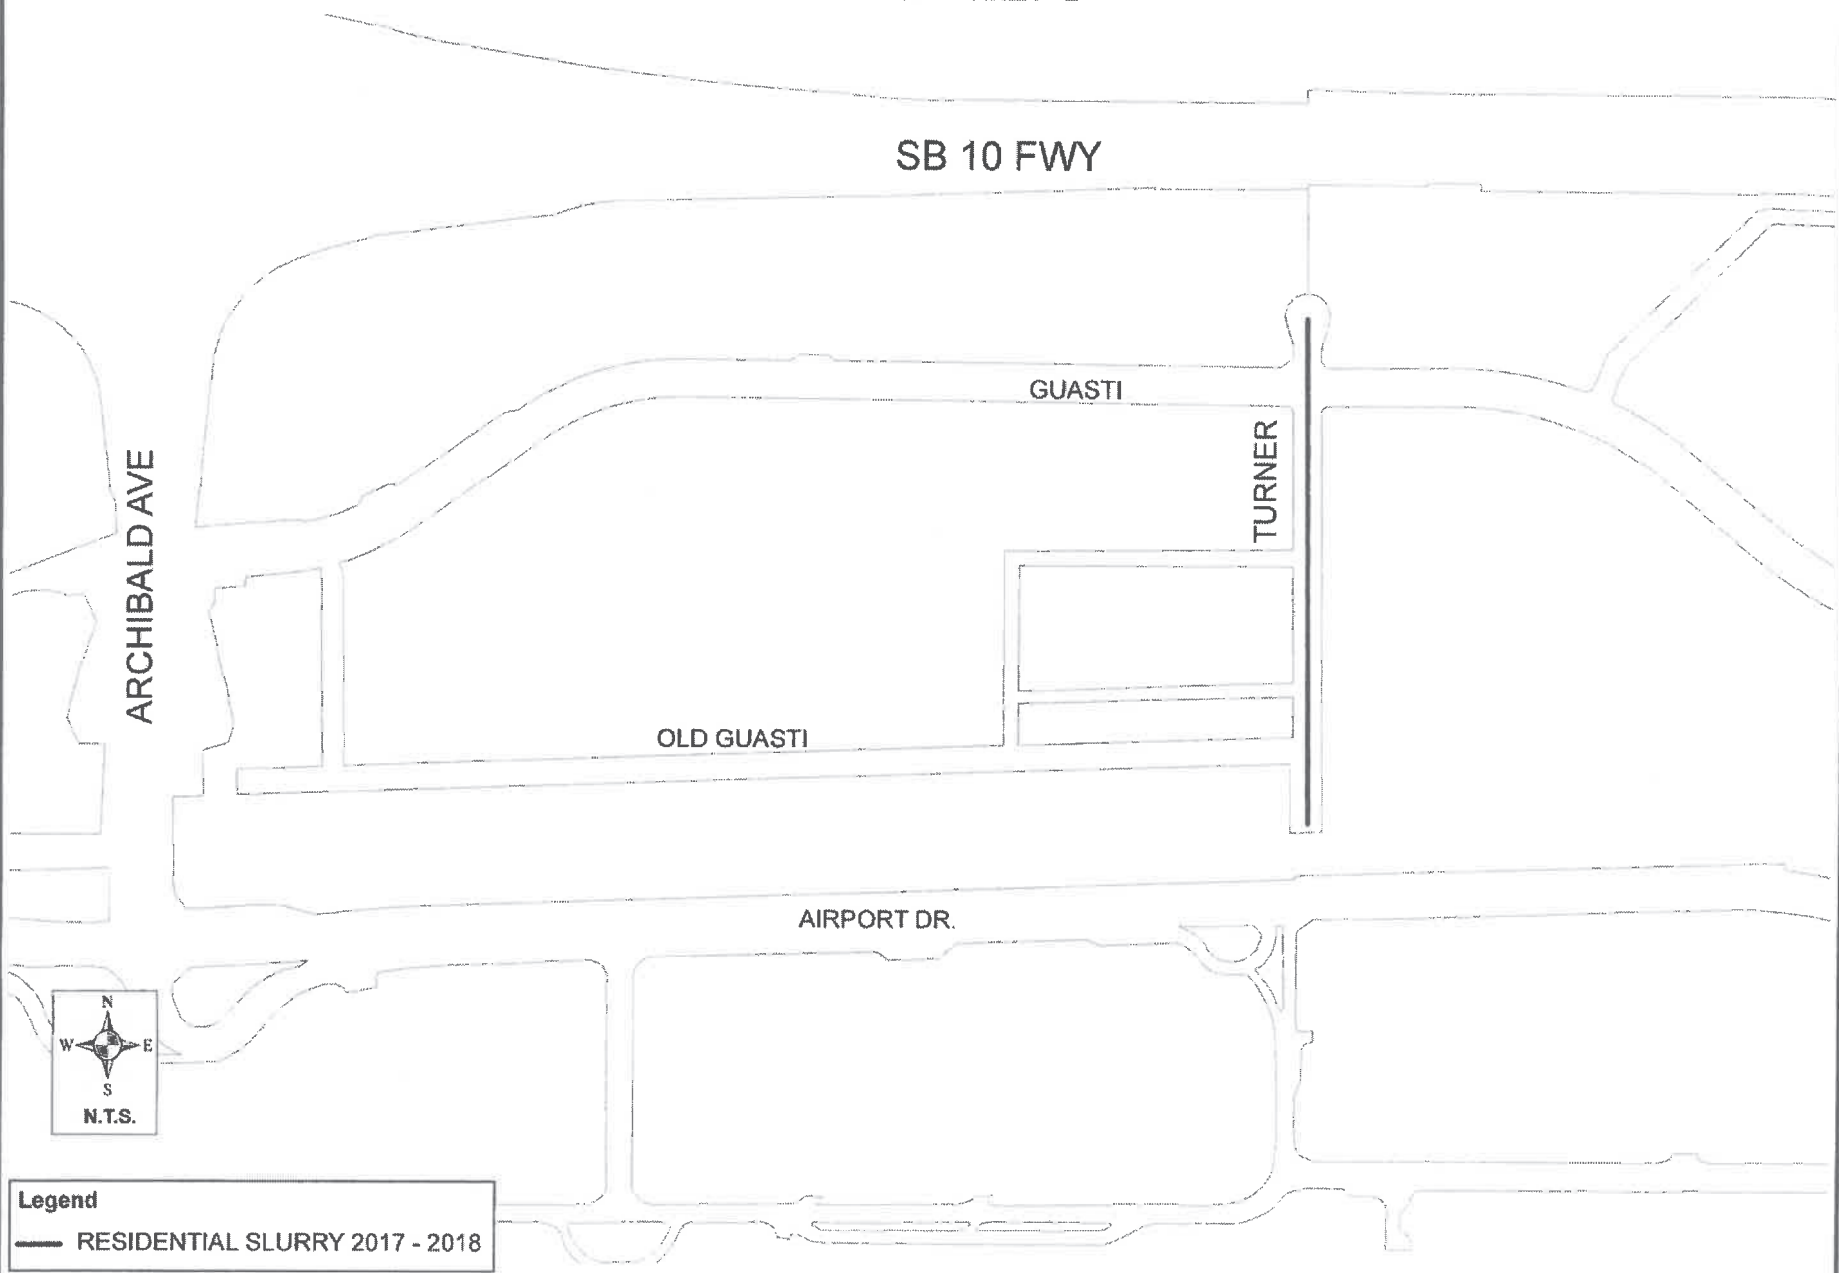 SB 10 FWY
GUASTI
TURNER
ARCHIBALD AVE
OLD GUASTI
AIRPORT DR.
N
W E
S
N.T.S.
Legend
RESIDENTIAL SLURRY 2017 - 2018